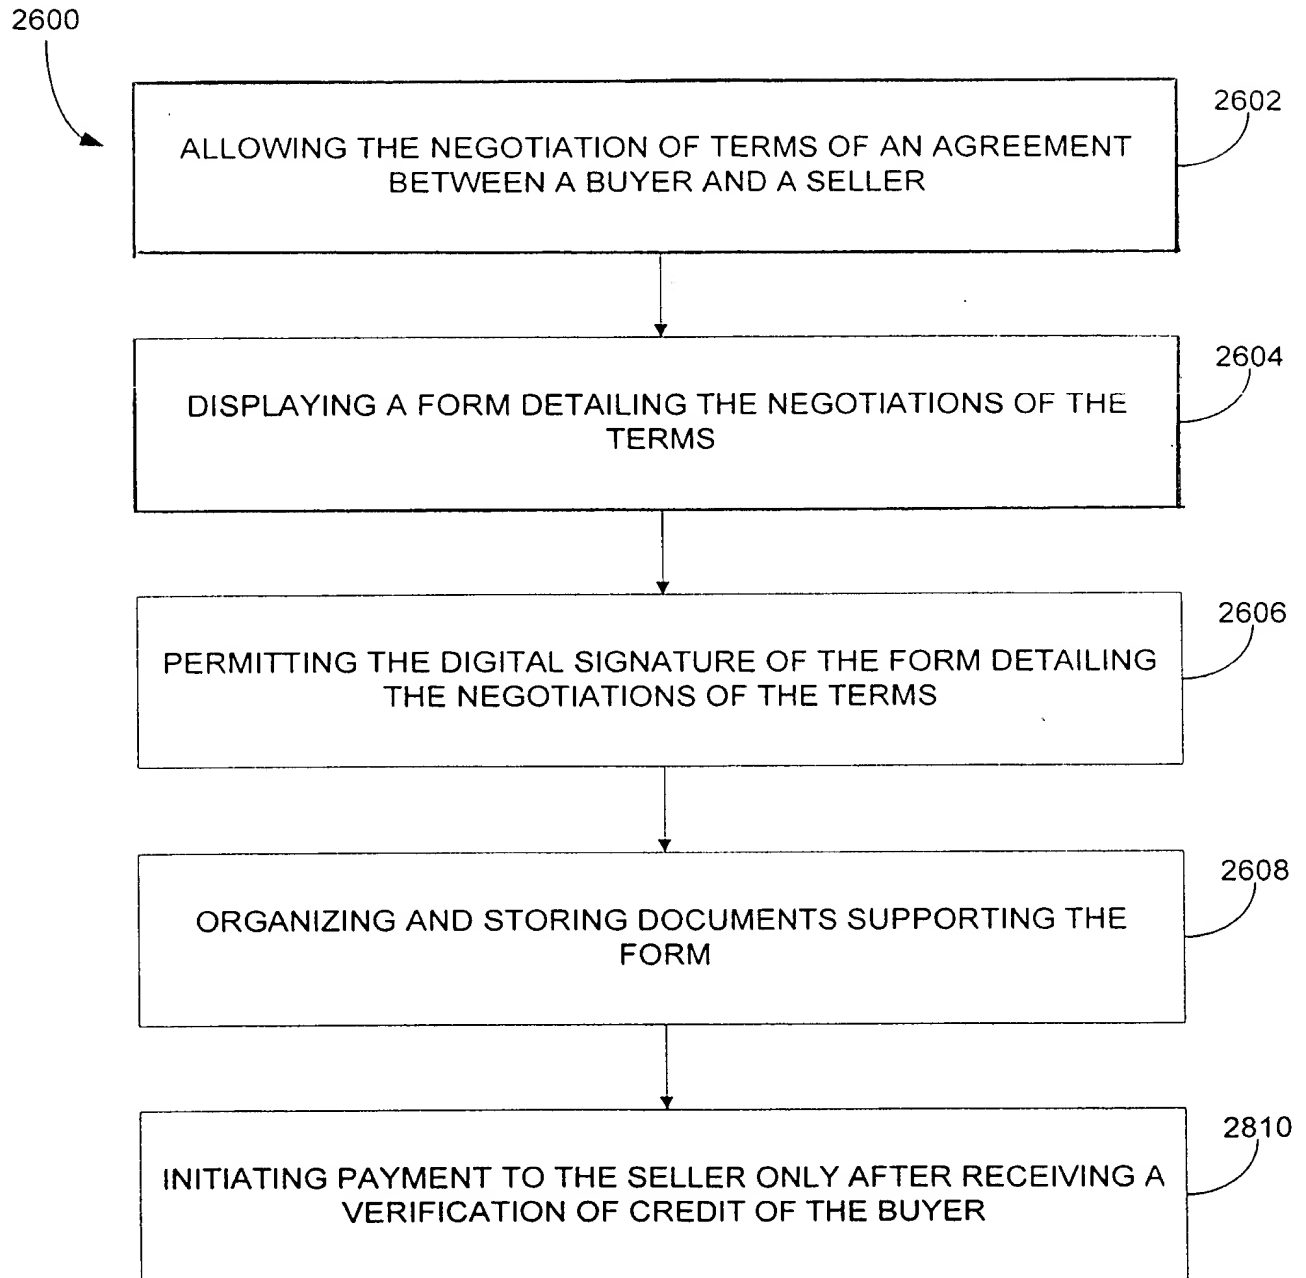 2600
2602
ALLOWING THE NEGOTIATION OF TERMS OF AN AGREEMENT
BETWEEN A BUYER AND A SELLER
2604
DISPLAYING A FORM DETAILING THE NEGOTIATIONS OF THE
TERMS
2606
PERMITTING THE DIGITAL SIGNATURE OF THE FORM DETAILING
THE NEGOTIATIONS OF THE TERMS
2608
ORGANIZING AND STORING DOCUMENTS SUPPORTING THE
FORM
2810
INITIATING PAYMENT TO THE SELLER ONLY AFTER RECEIVING A
VERIFICATION OF CREDIT OF THE BUYER